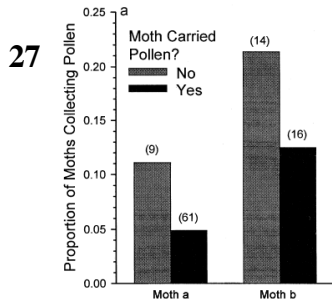 27
a
Proportion of Moths Collecting Pollen
0.25
0.20
0.15
0.10
0.05
0.00
Moth Carried
Pollen?
No
Yes
(9)
(61)
(14)
(16)
Moth a
Moth b